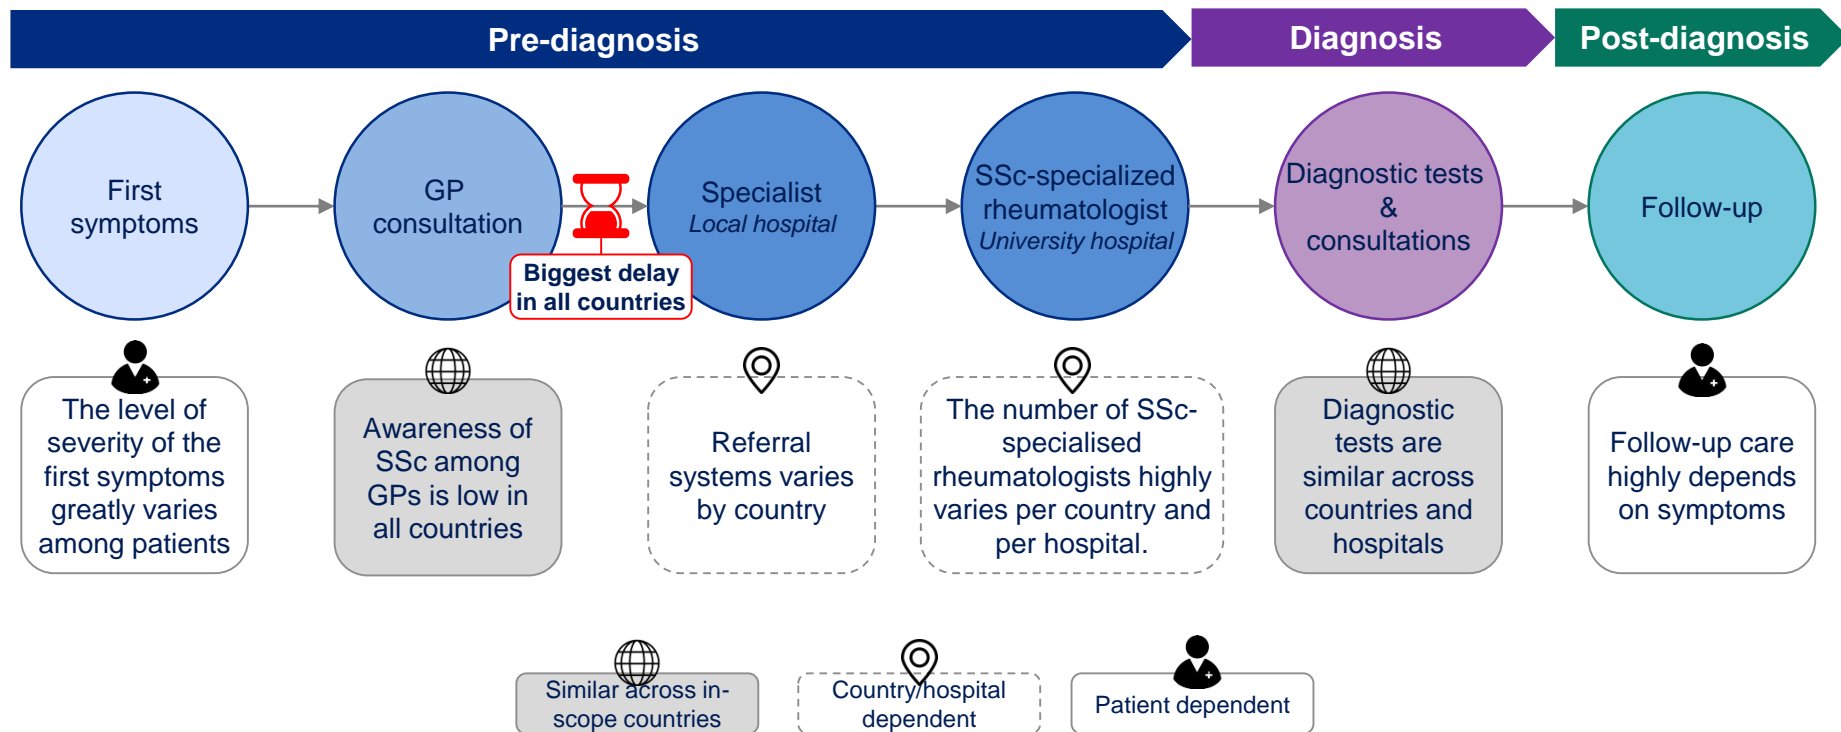 Pre-diagnosis
Diagnosis
Post-diagnosis
First
symptoms
GP
consultation
Biggest delay
in all countries
Specialist
Local hospital
SSc-specialized
rheumatologist
University hospital
Diagnostic tests
&
consultations
Follow-up
The level of
severity of the
first symptoms
greatly varies
among patients
Awareness of
SSc among
GPs is low in
all countries
Referral
systems varies
by country
The number of SSc-
specialised
rheumatologists highly
varies per country and
per hospital.
Diagnostic
tests are
similar across
countries and
hospitals
Follow-up care
highly depends
on symptoms
Similar across in-
scope countries
Country/hospital
dependent
Patient dependent